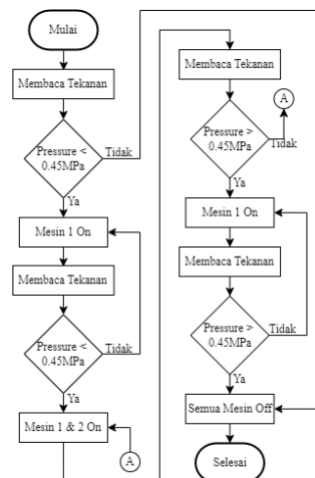 Mulai
Membaca Tekanan
Pressure <
0.45MPa
Tidak
Ya
Mesin 1 On
Membaca Tekanan
Pressure <
0.45MPa
Tidak
Ya
Mesin 1 & 2 On
A
Membaca Tekanan
A
Pressure >
0.45MPa
Tidak
Ya
Mesin 1 On
Membaca Tekanan
Pressure >
0.45MPa
Tidak
Ya
Semua Mesin Off
Selesai